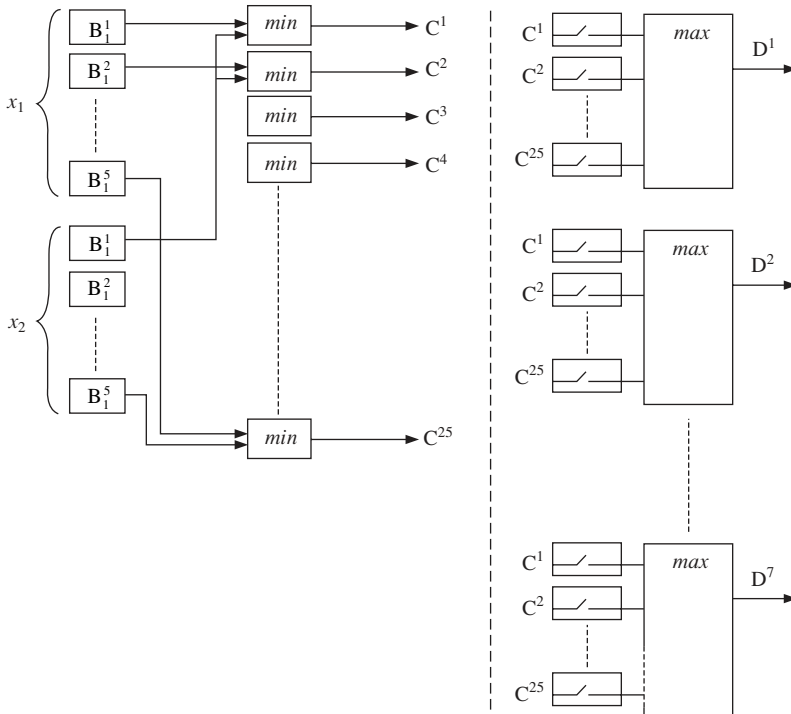 x₁
B₁¹
B₁²
B₁⁵
x₂
B₁¹
B₁²
B₁⁵
min
min
min
min
min
C¹
C²
C³
C⁴
C²⁵
C¹
C²
C²⁵
max
D¹
C¹
C²
C²⁵
max
D²
C¹
C²
C²⁵
max
D⁷